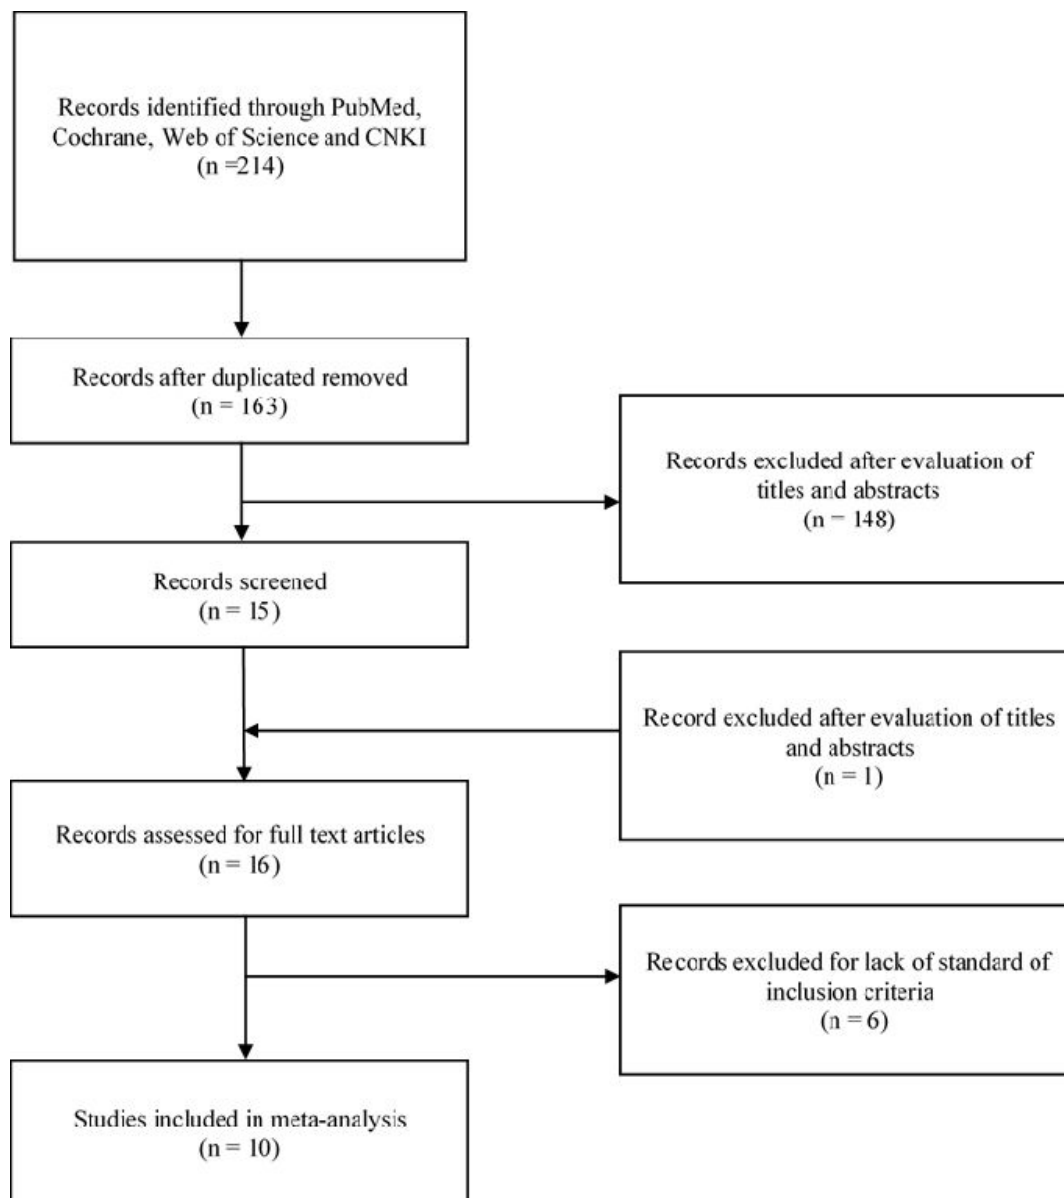 Records identified through PubMed,
Cochrane, Web of Science and CNKI
(n =214)
Records after duplicated removed
(n = 163)
Records excluded after evaluation of
titles and abstracts
(n = 148)
Records screened
(n = 15)
Record excluded after evaluation of titles
and abstracts
(n = 1)
Records assessed for full text articles
(n = 16)
Records excluded for lack of standard of
inclusion criteria
(n = 6)
Studies included in meta-analysis
(n = 10)